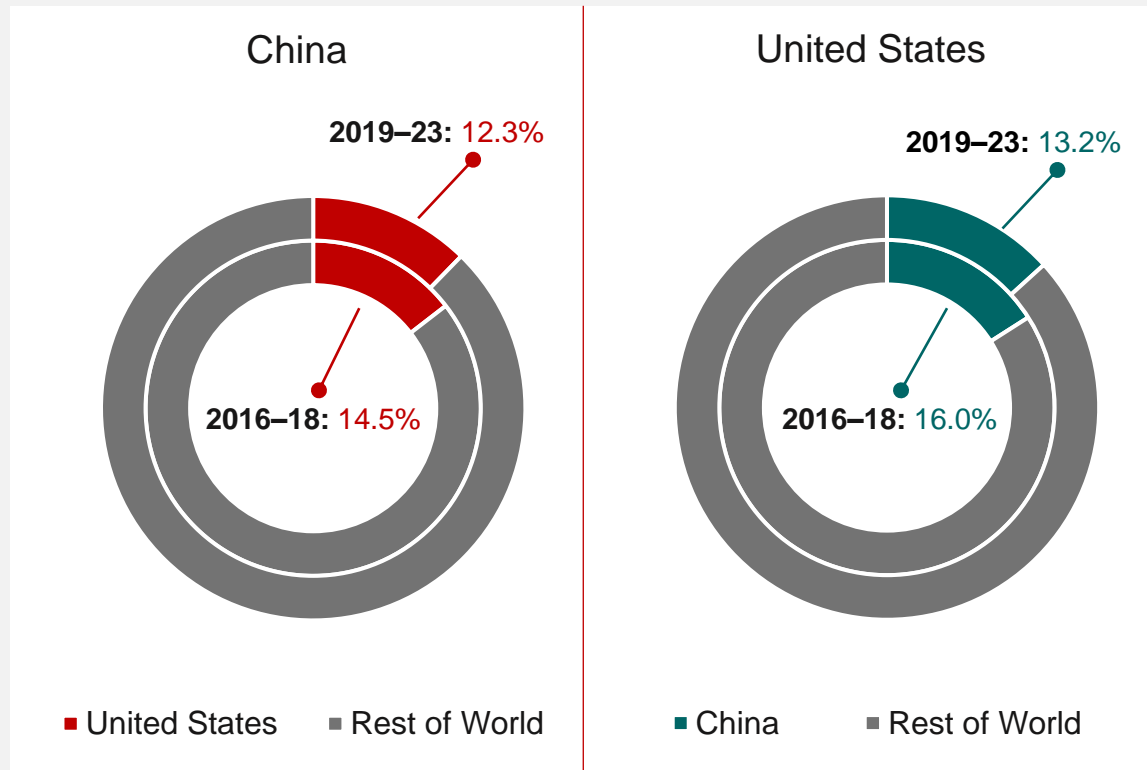 China
2019–23: 12.3%
2016–18: 14.5%
United States
Rest of World
United States
2019–23: 13.2%
2016–18: 16.0%
China
Rest of World